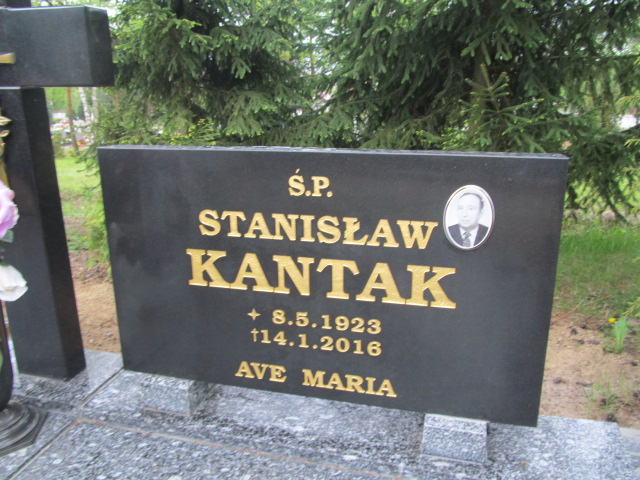 Ś.P.
STANISŁAW
KANTAK
+ 8.5.1923
†14.1.2016
AVE MARIA